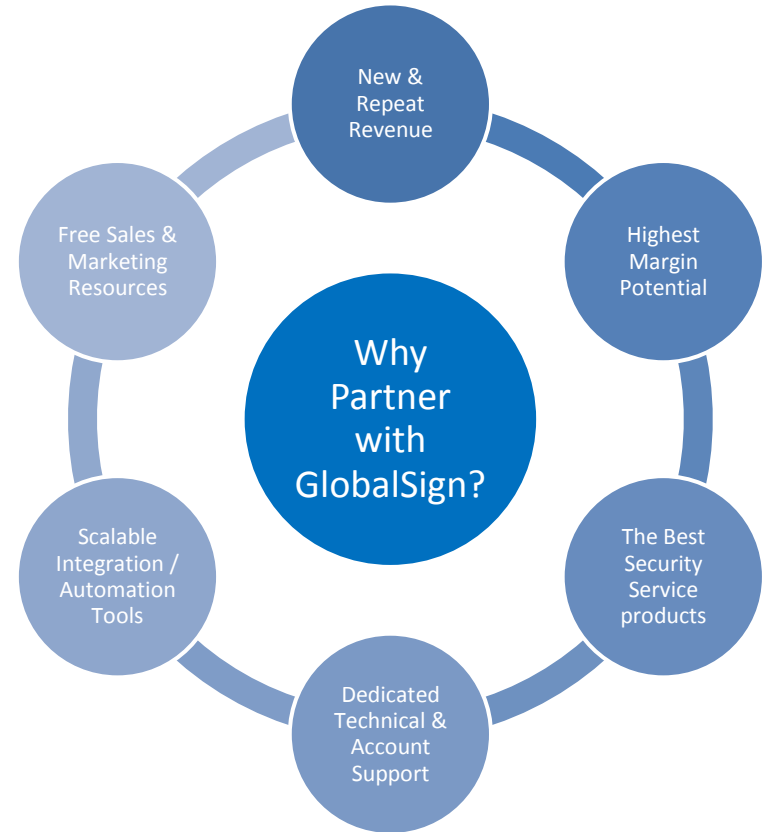 New &
Repeat
Revenue
Highest
Margin
Potential
The Best
Security
Service
products
Dedicated
Technical &
Account
Support
Scalable
Integration /
Automation
Tools
Free Sales &
Marketing
Resources
Why
Partner
with
GlobalSign?